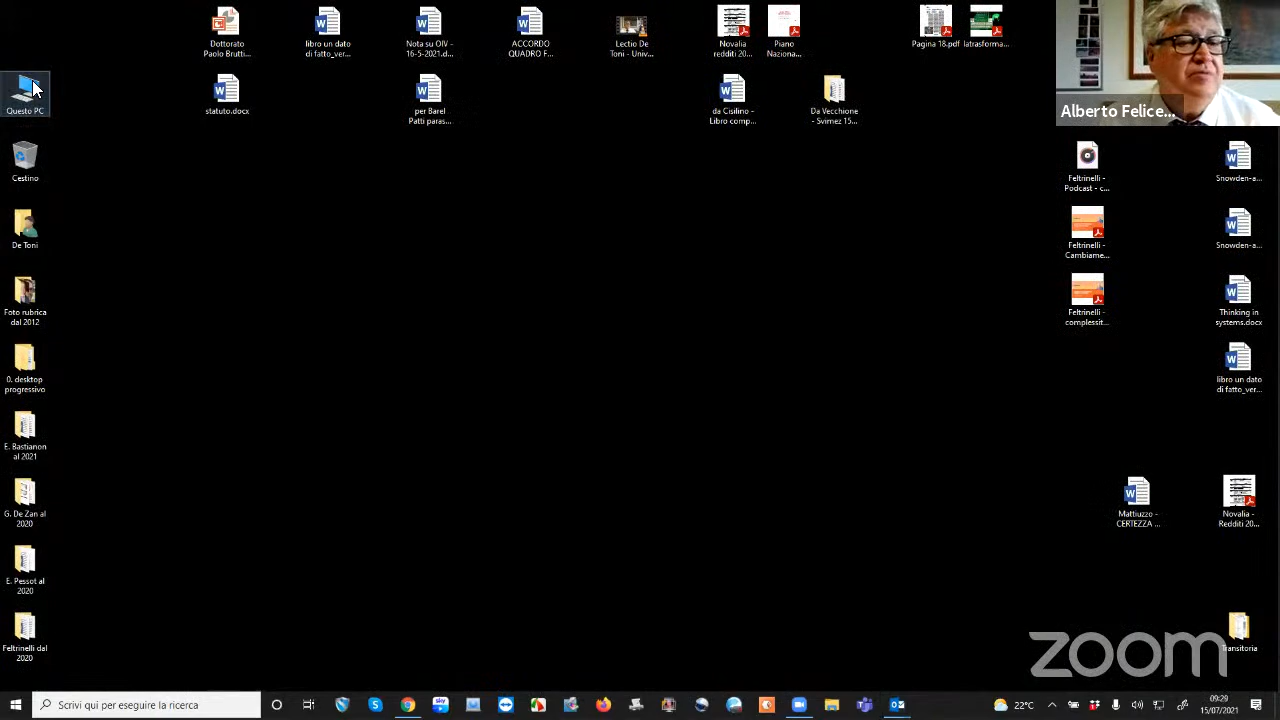 Dottorato
Paolo Brutti...
libro un dato
di fatto_ver...
Nota su OIV -
16-5-2021.d...
ACCORDO
QUADRO F...
Lectio De
Toni - Univ...
Novalia
redditi 20...
Piano
Naziona...
Pagina 18.pdf
latrasforma...
Alberto Felice...
Questo PC
statuto.docx
per Barel
Patti paras...
da Cisilino -
Libro comp...
Da Vecchione
- Svimez 15...
Cestino
Feltrinelli -
Podcast - c...
Snowden-a...
De Toni
Feltrinelli -
Cambiame...
Snowden-a...
Foto rubrica
dal 2012
Feltrinelli -
complessit...
Thinking in
systems.docx
0. desktop
progressivo
libro un dato
di fatto_ver...
E. Bastianon
al 2021
G. De Zan al
2020
Mattiuzzo -
CERTEZZA ...
Novalia -
Redditi 20...
E. Pessot al
2020
Feltrinelli dal
2020
Transitoria
zoom
Scrivi qui per eseguire la ricerca
sky
22°C
09:29
15/07/2021